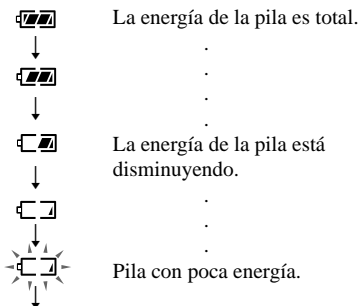 La energía de la pila es total.
.
.
.
.
La energía de la pila está
disminuyendo.
.
.
.
Pila con poca energía.